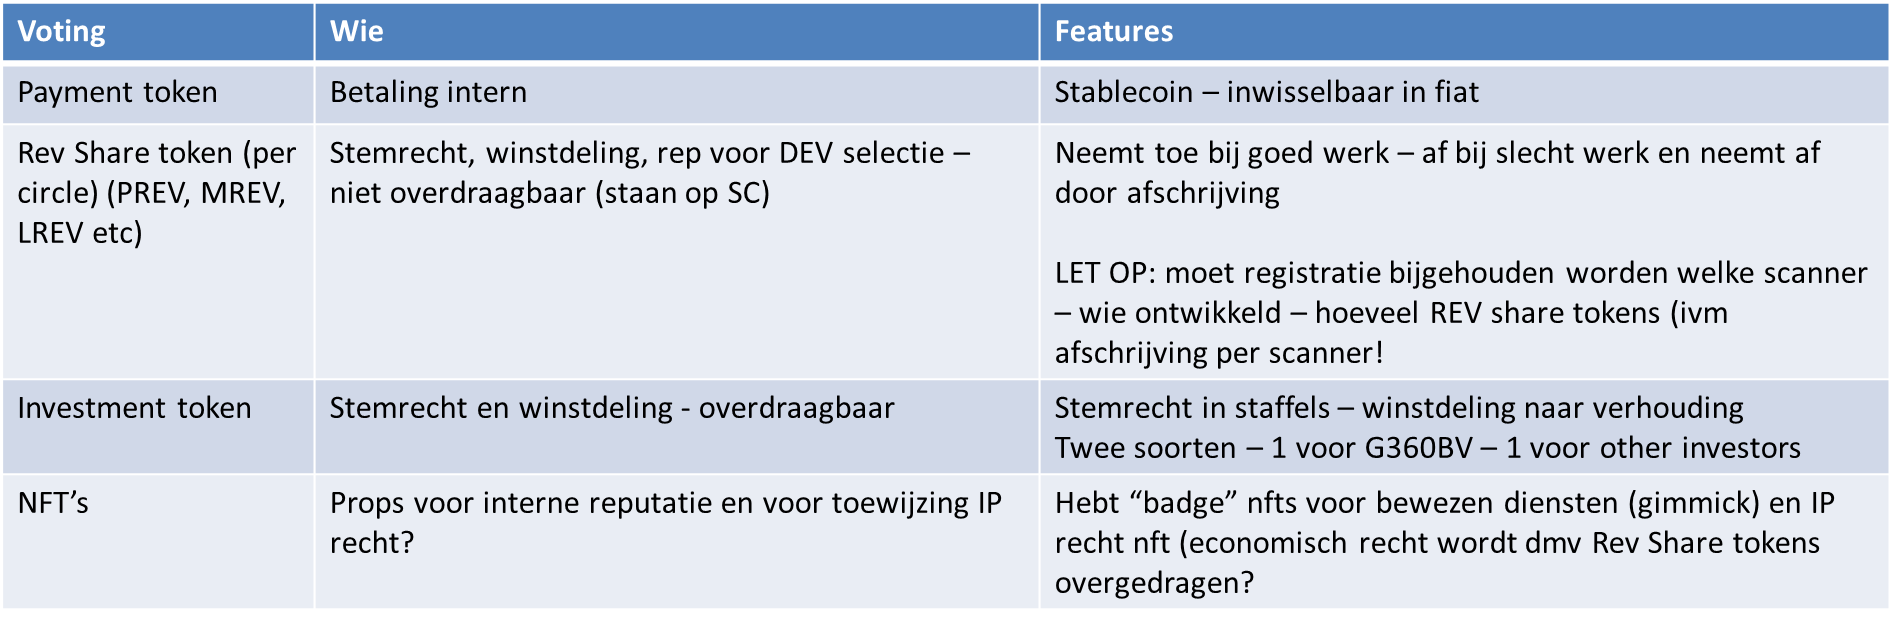 Voting
Wie
Features
Payment token
Betaling intern
Stablecoin – inwisselbaar in fiat
Rev Share token (per
circle) (PREV, MREV,
LREV etc)
Stemrecht, winstdeling, rep voor DEV selectie –
niet overdraagbaar (staan op SC)
Neemt toe bij goed werk – af bij slecht werk en neemt af
door afschrijving
LET OP: moet registratie bijgehouden worden welke scanner
– wie ontwikkeld – hoeveel REV share tokens (ivm
afschrijving per scanner!
Investment token
Stemrecht en winstdeling - overdraagbaar
Stemrecht in staffels – winstdeling naar verhouding
Twee soorten – 1 voor G360BV – 1 voor other investors
NFT’s
Props voor interne reputatie en voor toewijzing IP
recht?
Hebt “badge” nfts voor bewezen diensten (gimmick) en IP
recht nft (economisch recht wordt dmv Rev Share tokens
overgedragen?